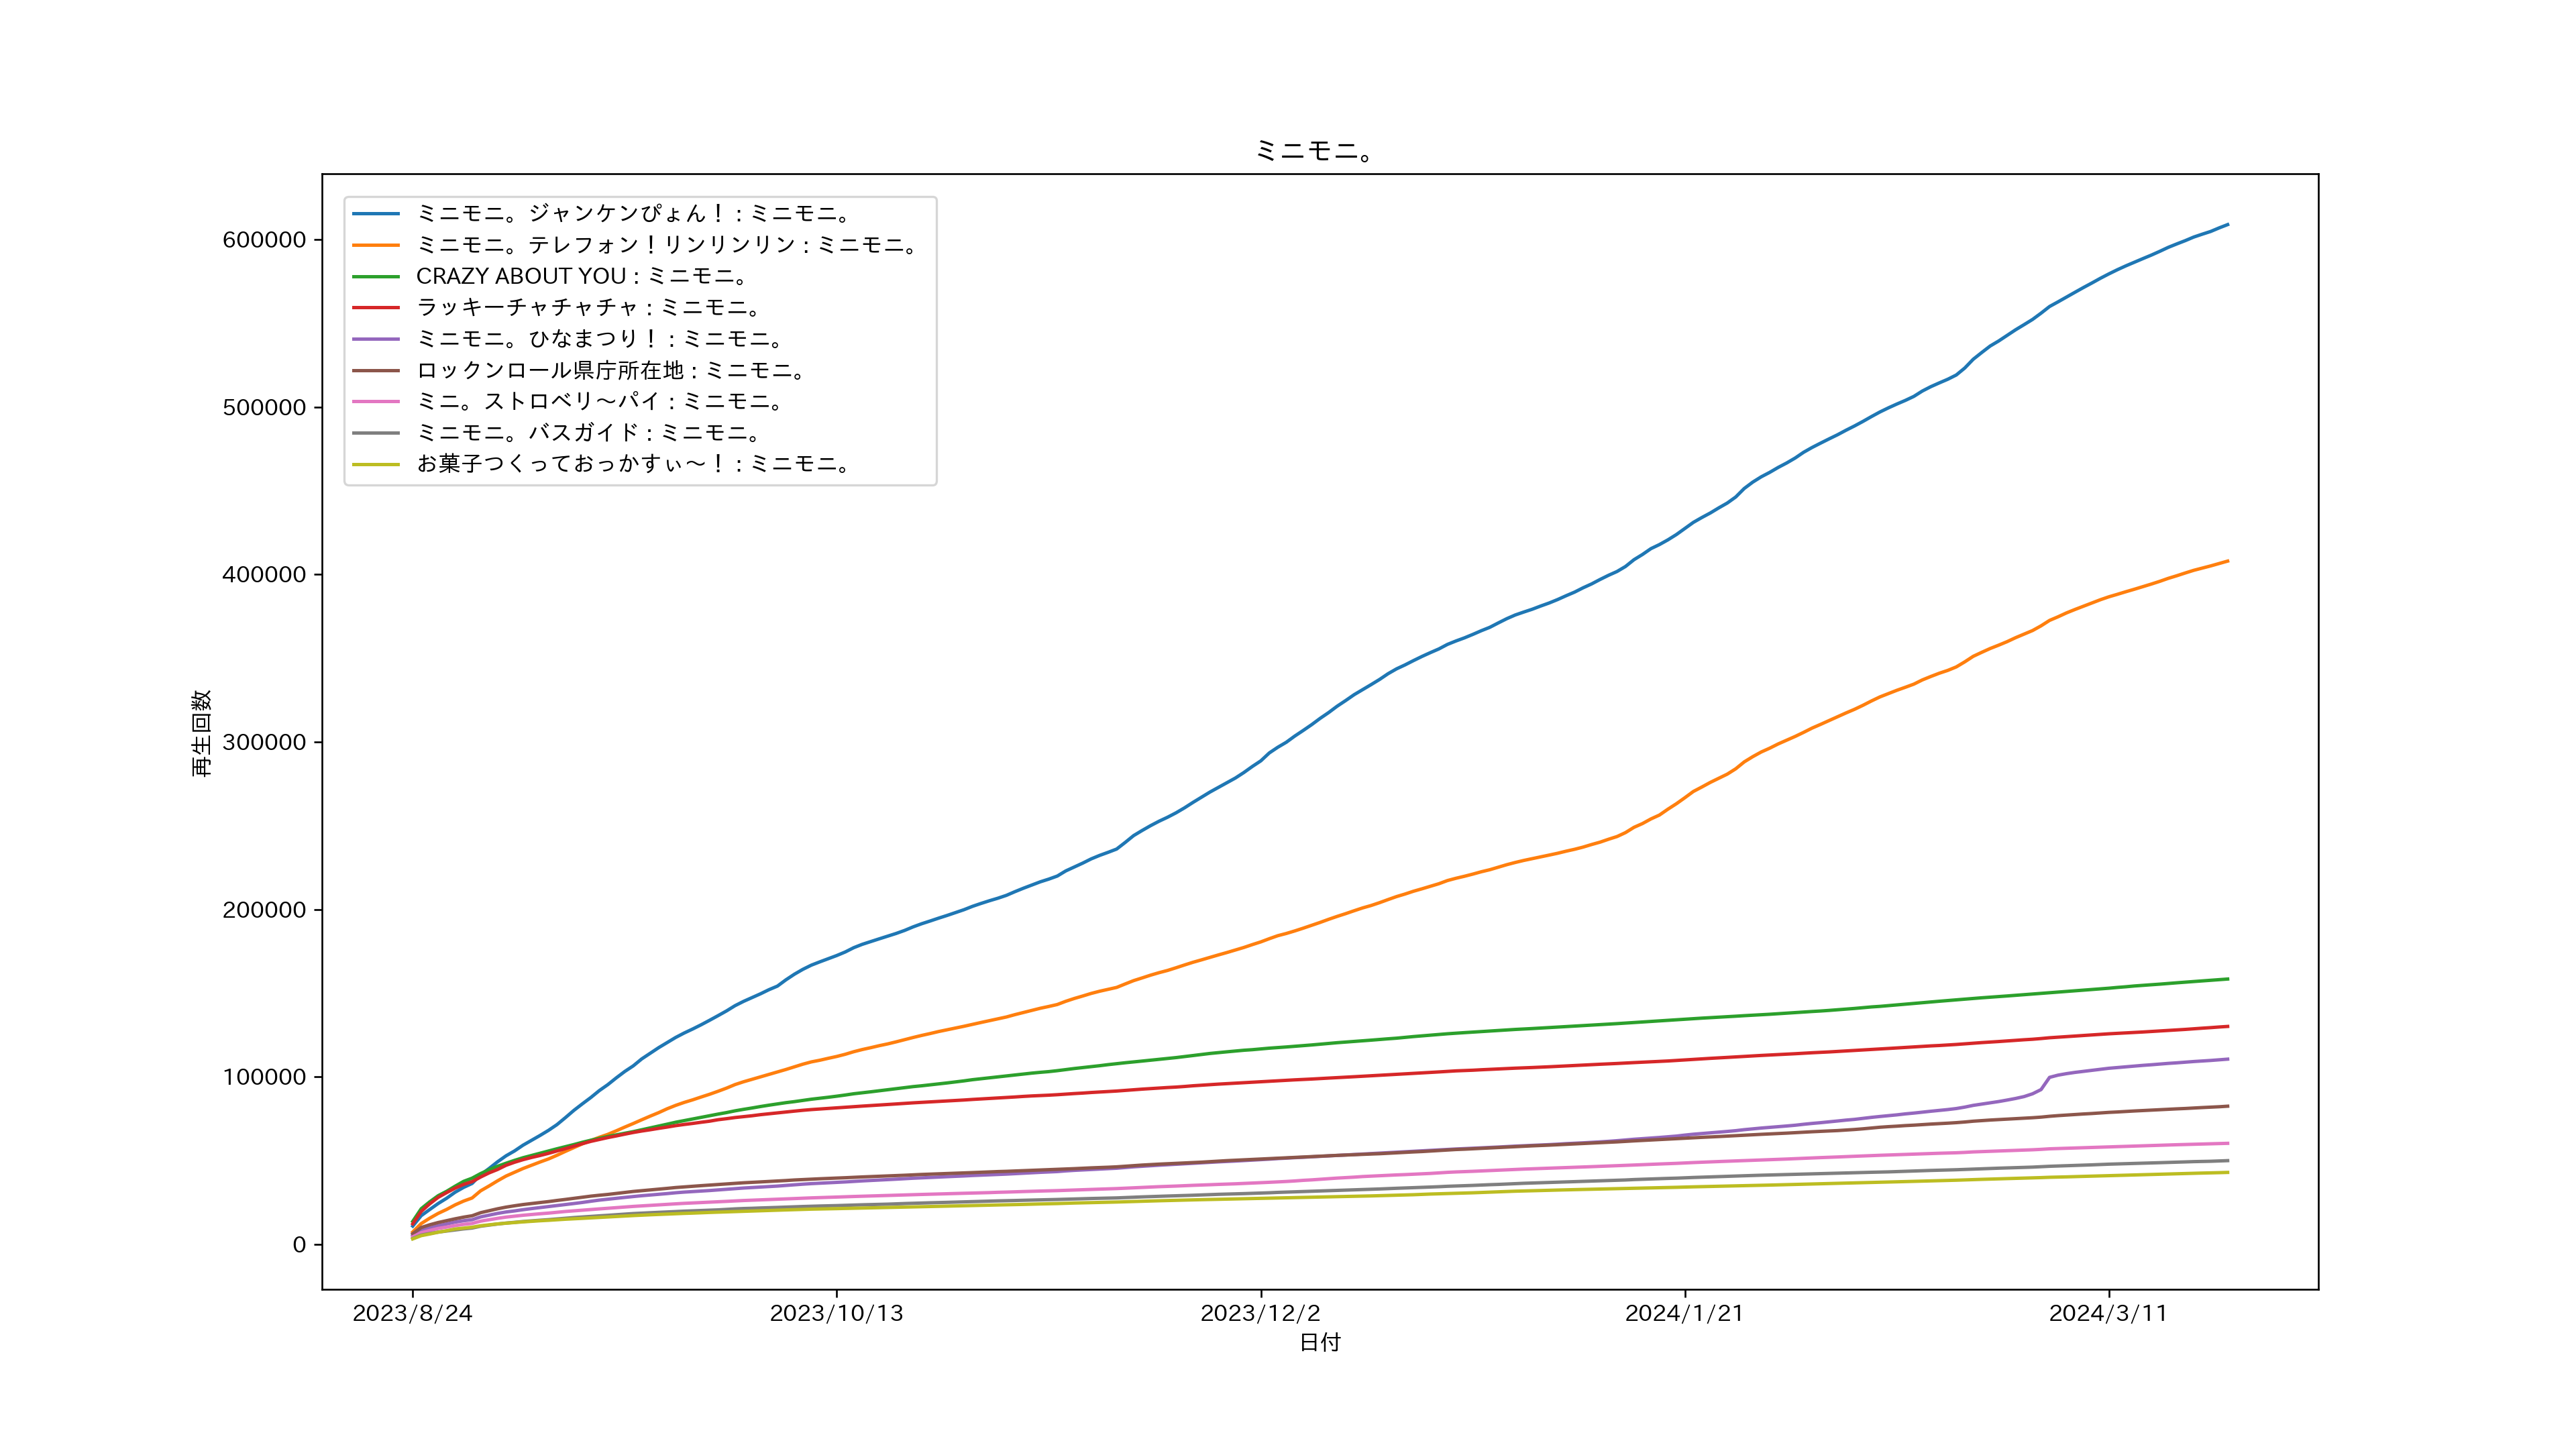 ミニモニ。
ミニモニ。ジャンケンぴょん！ : ミニモニ。
ミニモニ。テレフォン！リンリンリン : ミニモニ。
CRAZY ABOUT YOU : ミニモニ。
ラッキーチャチャチャ : ミニモニ。
ミニモニ。ひなまつり！ : ミニモニ。
ロックンロール県庁所在地 : ミニモニ。
ミニ。ストロベリ～パイ : ミニモニ。
ミニモニ。バスガイド : ミニモニ。
お菓子つくっておっかすぃ～！ : ミニモニ。
再生回数
600000
500000
400000
300000
200000
100000
0
2023/8/24 2023/10/13 2023/12/2 2024/1/21 2024/3/11
日付